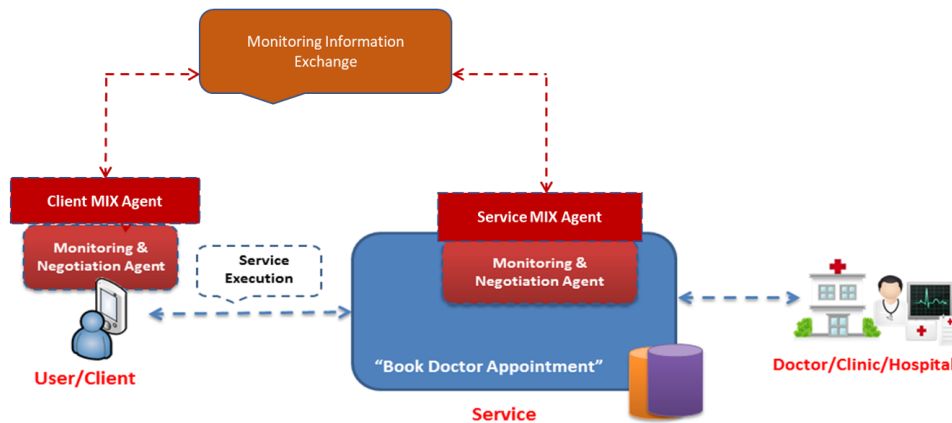 Monitoring Information
Exchange
Client MIX Agent
Service MIX Agent
Monitoring &
Negotiation Agent
Service
Execution
Monitoring &
Negotiation Agent
"Book Doctor Appointment"
User/Client
Doctor/Clinic/Hospital
Service